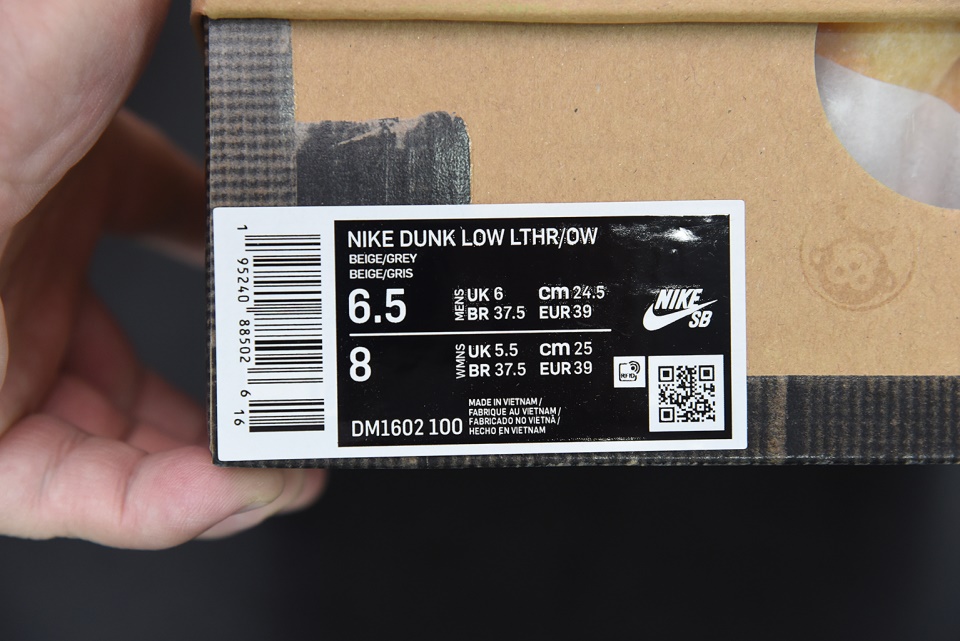 1
95240
88502
6
16
NIKE DUNK LOW LTHR/OW
BEIGE/GREY
BEIGE/GRIS
6.5
MENS
UK 6
cm 24.5
BR 37.5
EUR 39
8
WMNS
UK 5.5
cm 25
BR 37.5
EUR 39
NIKE
SB
RFID
DM1602 100
MADE IN VIETNAM /
FABRIQUE AU VIETNAM /
FABRICADO NO VIETNÃ /
HECHO EN VIETNAM